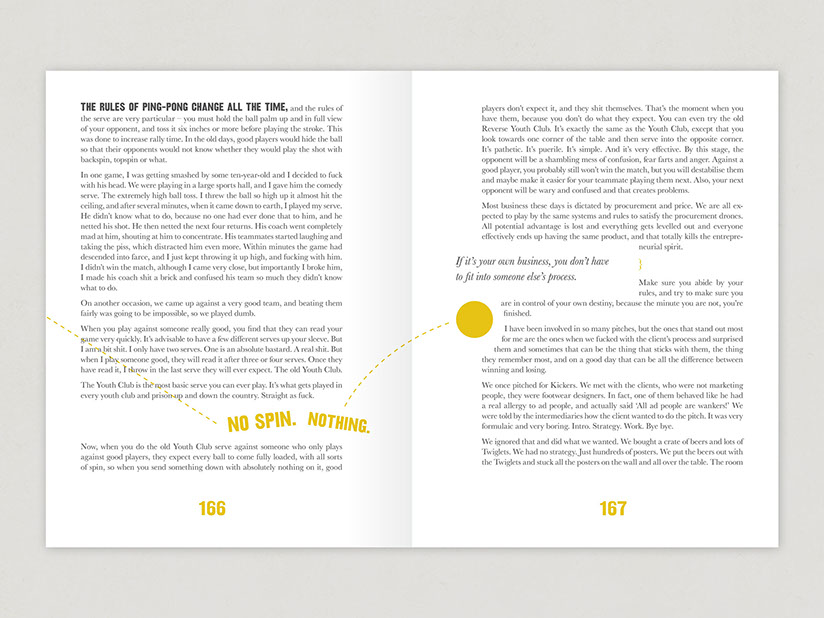 THE RULES OF PING-PONG CHANGE ALL THE TIME, and the rules of
the serve are very particular – you must hold the ball palm up and in full view
of your opponent, and toss it six inches or more before playing the stroke. This
was done to increase rally time. In the old days, good players would hide the ball
so that their opponents would not know whether they would play the shot with
backspin, topspin or what.
In one game, I was getting smashed by some ten-year-old and I decided to fuck
with his head. We were playing in a large sports hall, and I gave him the comedy
serve. The extremely high ball toss. I threw the ball so high up it almost hit the
ceiling, and after several minutes, when it came down to earth, I played my serve.
He didn't know what to do, because no one had ever done that to him, and he
netted his shot. He then netted the next four returns. His coach went completely
mad at him, shouting at him to concentrate. His teammates started laughing and
taking the piss, which distracted him even more. Within minutes the game had
descended into farce, and I just kept throwing it up high, and fucking with him.
I didn't win the match, although I came very close, but importantly I broke him,
I made his coach shit a brick and confused his team so much they didn't know
what to do.
On another occasion, we came up against a very good team, and beating them
fairly was going to be impossible, so we played dumb.
When you play against someone really good, you find that they can read your
game very quickly. It's advisable to have a few different serves up your sleeve. But
I am a bit shit. I only have two serves. One is an absolute bastard. A real shit. But
when I play someone good, they will read it after three or four serves. Once they
have read it, I throw in the last serve they will ever expect. The old Youth Club.
The Youth Club is the most basic serve you can ever play. It's what gets played in
every youth club and prison up and down the country. Straight as fuck.
NO SPIN. NOTHING.
Now, when you do the old Youth Club serve against someone who only plays
against good players, they expect every ball to come fully loaded, with all sorts
of spin, so when you send something down with absolutely nothing on it, good
166
players don't expect it, and they shit themselves. That's the moment when you
have them, because you don't do what they expect. You can even try the old
Reverse Youth Club. It's exactly the same as the Youth Club, except that you
look towards one corner of the table and then serve into the opposite corner.
It's pathetic. It's puerile. It's simple. And it's very effective. By this stage, the
opponent will be a shambling mess of confusion, fear farts and anger. Against a
good player, you probably still won't win the match, but you will destabilise them
and maybe make it easier for your teammate playing them next. Also, your next
opponent will be wary and confused and that creates problems.
Most business these days is dictated by procurement and price. We are all ex-
pected to play by the same systems and rules to satisfy the procurement drones.
All potential advantage is lost and everything gets levelled out and everyone
effectively ends up having the same product, and that totally kills the entrepre-
neurial spirit.
If it's your own business, you don't have
to fit into someone else's process.
}
Make sure you abide by your
rules, and try to make sure you
are in control of your own destiny, because the minute you are not, you're
finished.
I have been involved in so many pitches, but the ones that stand out most
for me are the ones when we fucked with the client's process and surprised
them and sometimes that can be the thing that sticks with them, the thing
they remember most, and on a good day that can be all the difference between
winning and losing.
We once pitched for Kickers. We met with the clients, who were not marketing
people, they were footwear designers. In fact, one of them behaved like he had
a real allergy to ad people, and actually said 'All ad people are wankers!' We
were told by the intermediaries how the client wanted to do the pitch. It was very
formulaic and very boring. Intro. Strategy. Work. Bye bye.
We ignored that and did what we wanted. We bought a crate of beers and lots of
Twiglets. We had no strategy. Just hundreds of posters. We put the beers out with
the Twiglets and stuck all the posters on the wall and all over the table. The room
167